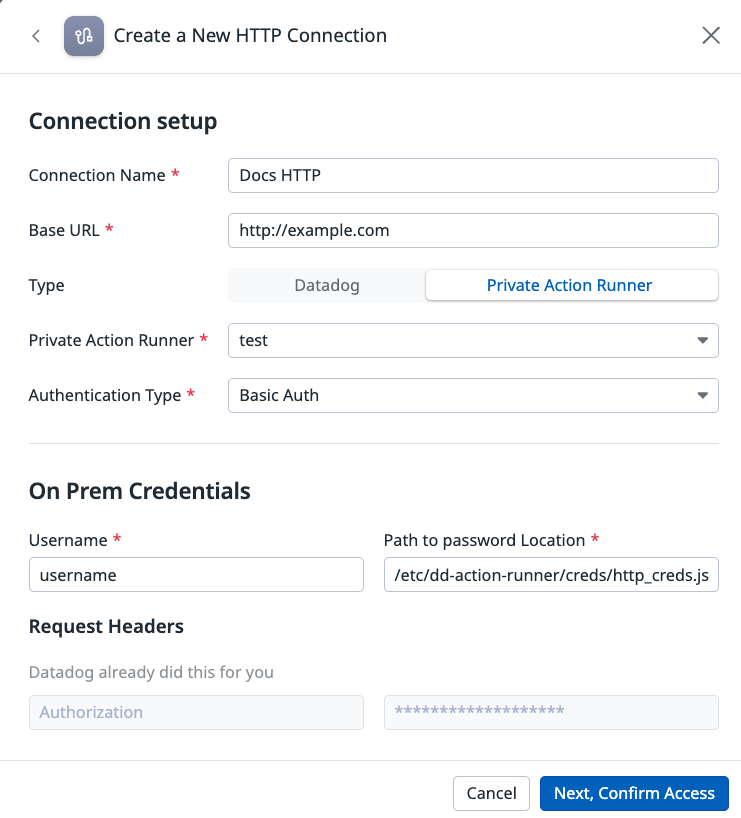 Create a New HTTP Connection
Connection setup
Connection Name *
Docs HTTP
Base URL *
http://example.com
Type
Datadog
Private Action Runner
Private Action Runner *
test
Authentication Type *
Basic Auth
On Prem Credentials
Username *
Path to password Location *
username
/etc/dd-action-runner/creds/http_creds.js
Request Headers
Datadog already did this for you
Authorization
*******************
Cancel
Next, Confirm Access